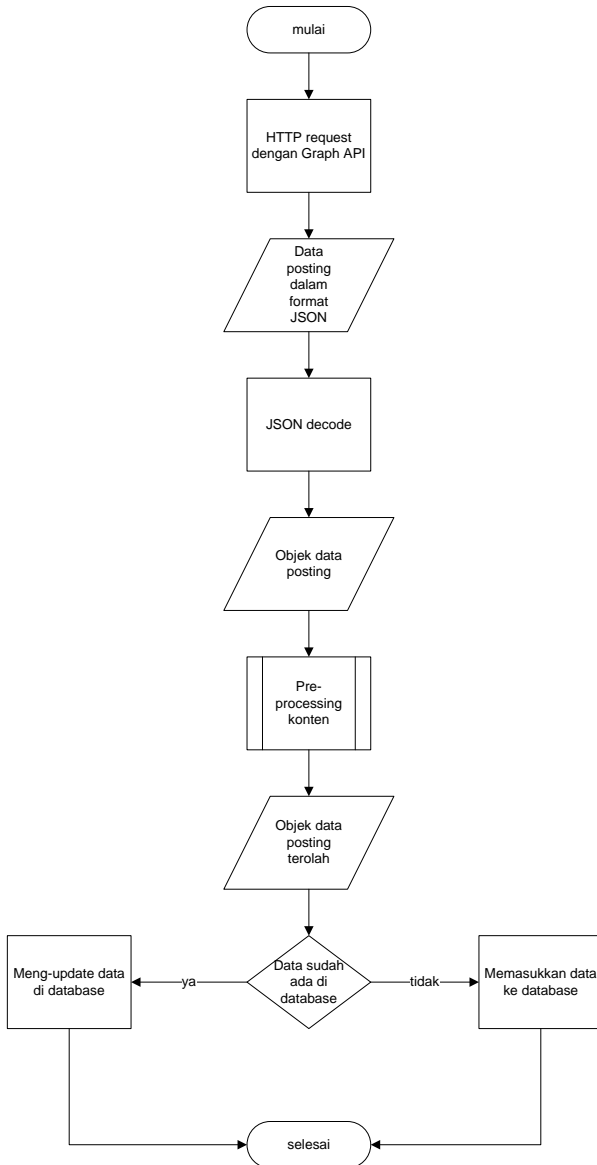 mulai
HTTP request
dengan Graph API
Data
posting
dalam
format
JSON
JSON decode
Objek data
posting
Pre-
processing
konten
Objek data
posting
terolah
Meng-update data
di database
ya
Data sudah
ada di
database
tidak
Memasukkan data
ke database
selesai